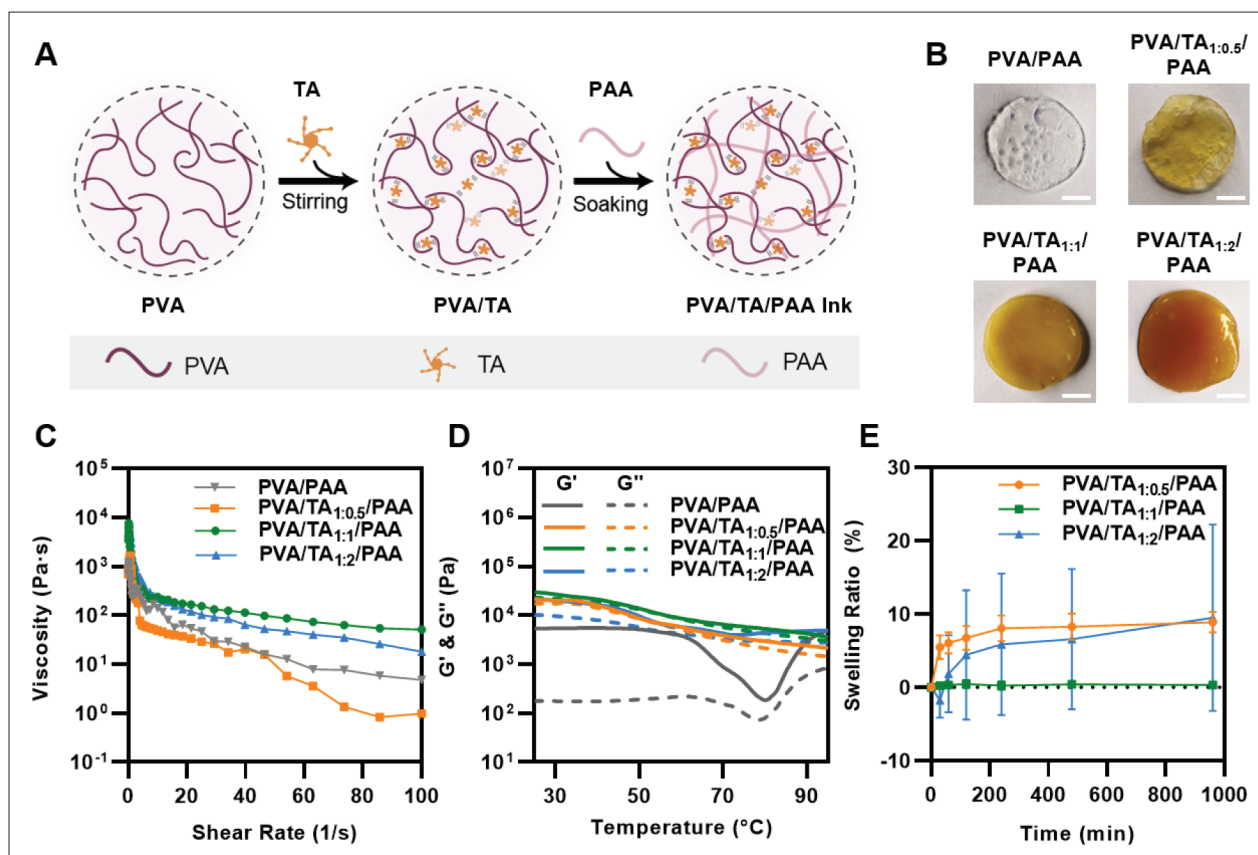 A
TA
PAA
Stirring
Soaking
PVA
PVA/TA
PVA/TA/PAA Ink
PVA
TA
PAA
B
PVA/PAA
PVA/TA1:0.5/
PAA
PVA/TA1:1/
PAA
PVA/TA1:2/
PAA
C
10^5
10^4
10^3
10^2
10^1
10^0
10^-1
Viscosity (Pa·s)
PVA/PAA
PVA/TA1:0.5/PAA
PVA/TA1:1/PAA
PVA/TA1:2/PAA
0 20 40 60 80 100
Shear Rate (1/s)
D
10^7
10^6
10^5
10^4
10^3
10^2
10^1
G' & G" (Pa)
G' G"
PVA/PAA
PVA/TA1:0.5/PAA
PVA/TA1:1/PAA
PVA/TA1:2/PAA
30 50 70 90
Temperature (°C)
E
30
20
10
0
-10
Swelling Ratio (%)
PVA/TA1:0.5/PAA
PVA/TA1:1/PAA
PVA/TA1:2/PAA
0 200 400 600 800 1000
Time (min)